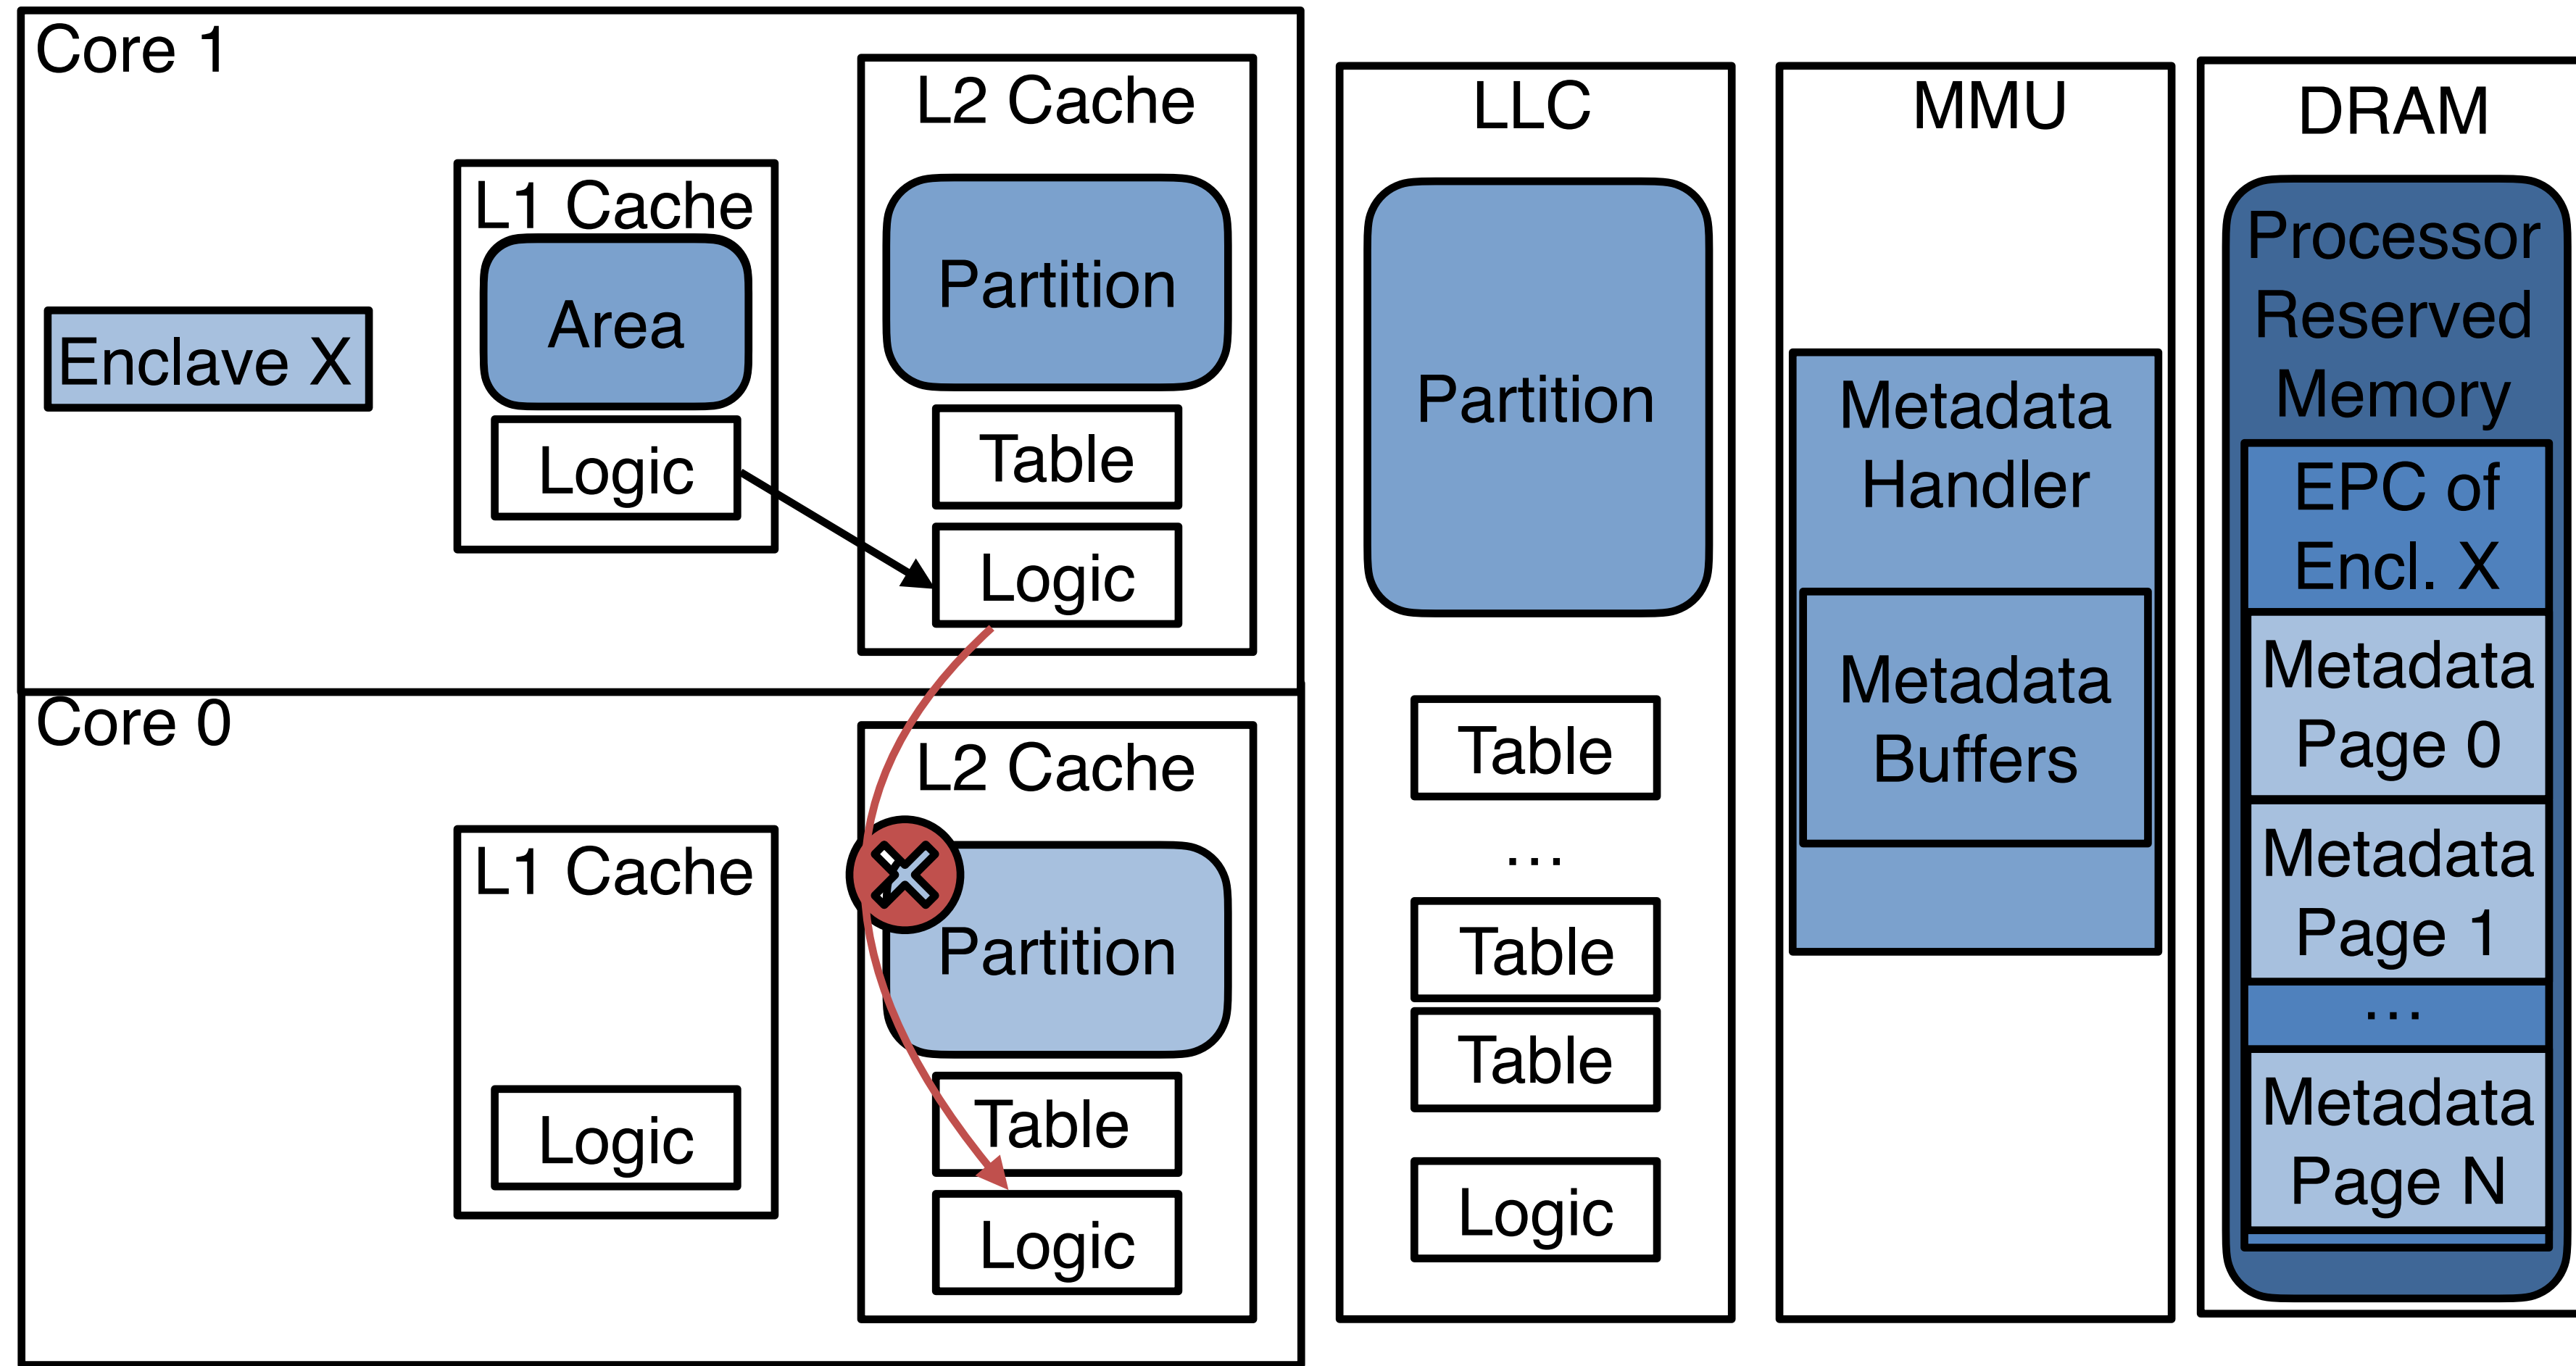 Core 1
Enclave X
L1 Cache
Area
Logic
L2 Cache
Partition
Table
Logic
Core 0
L1 Cache
Logic
L2 Cache
Partition
Table
Logic
LLC
Partition
Table
...
Table
Table
Logic
MMU
Metadata
Handler
Metadata
Buffers
DRAM
Processor
Reserved
Memory
EPC of
Encl. X
Metadata
Page 0
Metadata
Page 1
...
Metadata
Page N